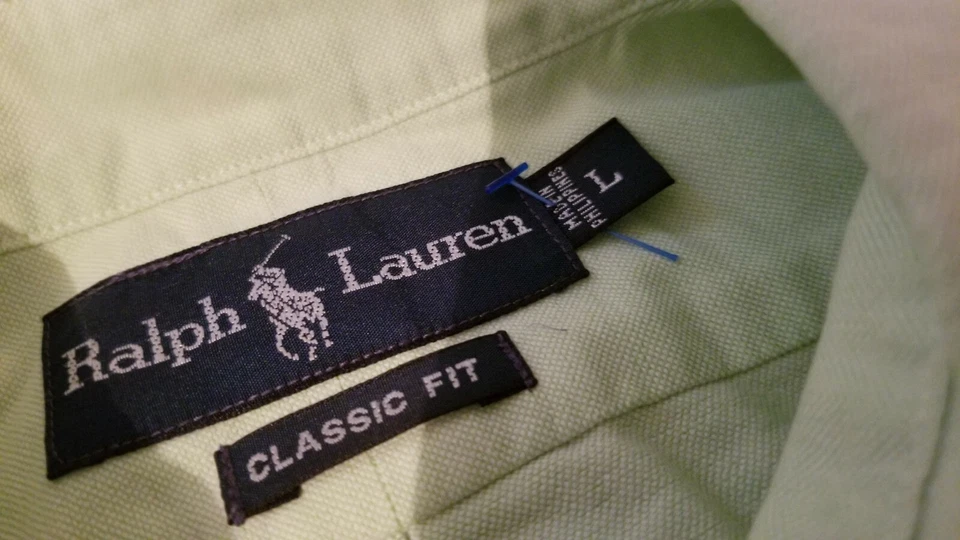 Ralph Lauren
L
MADE IN
PHILIPPINES
CLASSIC FIT